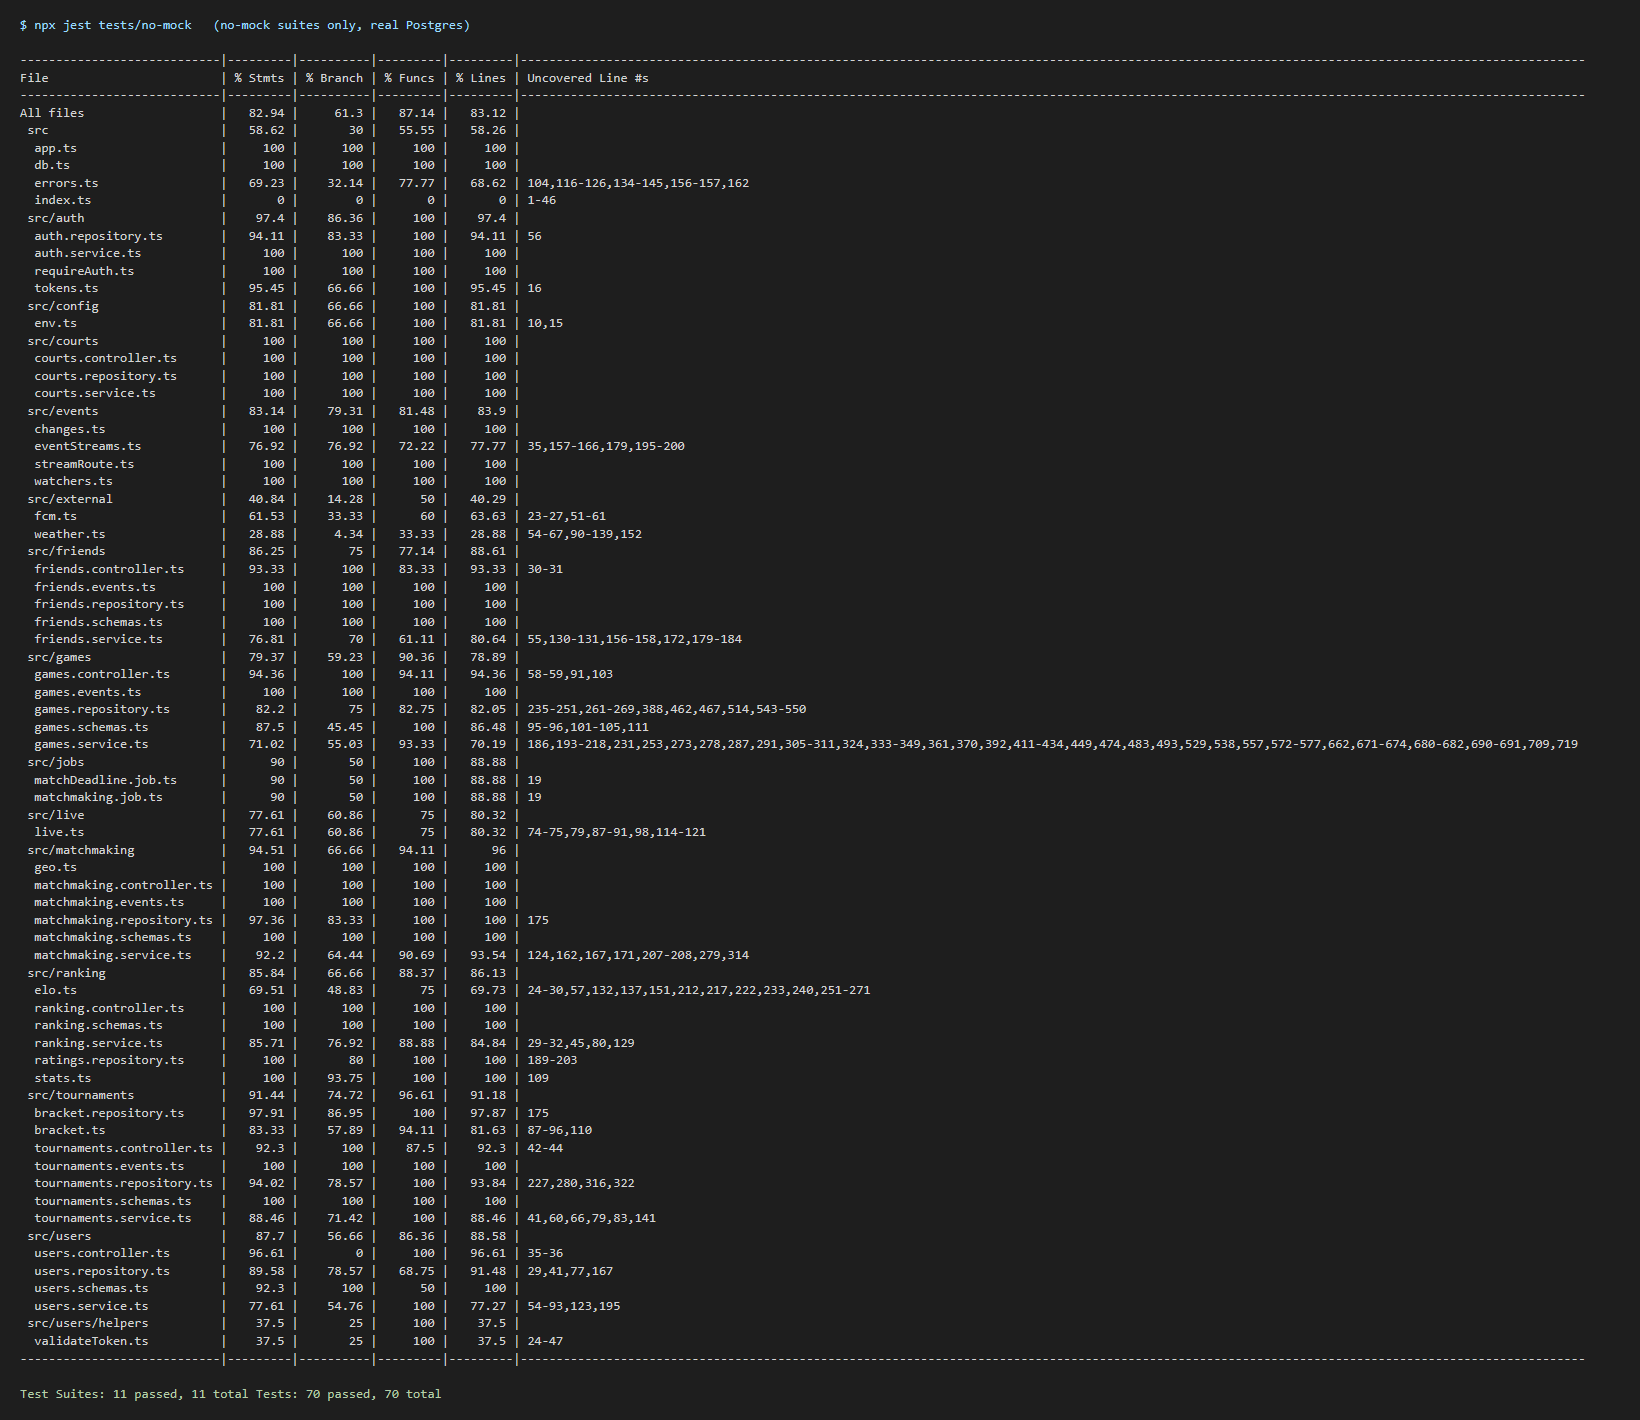 $ npx jest tests/no-mock   (no-mock suites only, real Postgres)
----------------------------|---------|----------|---------|---------|-----------------------------------------------------------------------------------------------------------------------------------------------------
File                        | % Stmts | % Branch | % Funcs | % Lines | Uncovered Line #s
----------------------------|---------|----------|---------|---------|-----------------------------------------------------------------------------------------------------------------------------------------------------
All files                   |   82.94 |     61.3 |   87.14 |   83.12 |
 src                        |   58.62 |       30 |   55.55 |   58.26 |
  app.ts                    |     100 |      100 |     100 |     100 |
  db.ts                     |     100 |      100 |     100 |     100 |
  errors.ts                 |   69.23 |    32.14 |   77.77 |   68.62 | 104,116-126,134-145,156-157,162
  index.ts                  |       0 |        0 |       0 |       0 | 1-46
 src/auth                   |    97.4 |    86.36 |     100 |    97.4 |
  auth.repository.ts        |   94.11 |    83.33 |     100 |   94.11 | 56
  auth.service.ts           |     100 |      100 |     100 |     100 |
  requireAuth.ts            |     100 |      100 |     100 |     100 |
  tokens.ts                 |   95.45 |    66.66 |     100 |   95.45 | 16
 src/config                 |   81.81 |    66.66 |     100 |   81.81 |
  env.ts                    |   81.81 |    66.66 |     100 |   81.81 | 10,15
 src/courts                 |     100 |      100 |     100 |     100 |
  courts.controller.ts      |     100 |      100 |     100 |     100 |
  courts.repository.ts      |     100 |      100 |     100 |     100 |
  courts.service.ts         |     100 |      100 |     100 |     100 |
 src/events                 |   83.14 |    79.31 |   81.48 |    83.9 |
  changes.ts                |     100 |      100 |     100 |     100 |
  eventStreams.ts           |   76.92 |    76.92 |   72.22 |   77.77 | 35,157-166,179,195-200
  streamRoute.ts            |     100 |      100 |     100 |     100 |
  watchers.ts               |     100 |      100 |     100 |     100 |
 src/external               |   40.84 |    14.28 |      50 |   40.29 |
  fcm.ts                    |   61.53 |    33.33 |      60 |   63.63 | 23-27,51-61
  weather.ts                |   28.88 |     4.34 |   33.33 |   28.88 | 54-67,90-139,152
 src/friends                |   86.25 |       75 |   77.14 |   88.61 |
  friends.controller.ts     |   93.33 |      100 |   83.33 |   93.33 | 30-31
  friends.events.ts         |     100 |      100 |     100 |     100 |
  friends.repository.ts     |     100 |      100 |     100 |     100 |
  friends.schemas.ts        |     100 |      100 |     100 |     100 |
  friends.service.ts        |   76.81 |       70 |   61.11 |   80.64 | 55,130-131,156-158,172,179-184
 src/games                  |   79.37 |    59.23 |   90.36 |   78.89 |
  games.controller.ts       |   94.36 |      100 |   94.11 |   94.36 | 58-59,91,103
  games.events.ts           |     100 |      100 |     100 |     100 |
  games.repository.ts       |    82.2 |       75 |   82.75 |   82.05 | 235-251,261-269,388,462,467,514,543-550
  games.schemas.ts          |    87.5 |    45.45 |     100 |   86.48 | 95-96,101-105,111
  games.service.ts          |   71.02 |    55.03 |   93.33 |   70.19 | 186,193-218,231,253,273,278,287,291,305-311,324,333-349,361,370,392,411-434,449,474,483,493,529,538,557,572-577,662,671-674,680-682,690-691,709,719
 src/jobs                   |      90 |       50 |     100 |   88.88 |
  matchDeadline.job.ts      |      90 |       50 |     100 |   88.88 | 19
  matchmaking.job.ts        |      90 |       50 |     100 |   88.88 | 19
 src/live                   |   77.61 |    60.86 |      75 |   80.32 |
  live.ts                   |   77.61 |    60.86 |      75 |   80.32 | 74-75,79,87-91,98,114-121
 src/matchmaking            |   94.51 |    66.66 |   94.11 |      96 |
  geo.ts                    |     100 |      100 |     100 |     100 |
  matchmaking.controller.ts |     100 |      100 |     100 |     100 |
  matchmaking.events.ts     |     100 |      100 |     100 |     100 |
  matchmaking.repository.ts |   97.36 |    83.33 |     100 |     100 | 175
  matchmaking.schemas.ts    |     100 |      100 |     100 |     100 |
  matchmaking.service.ts    |    92.2 |    64.44 |   90.69 |   93.54 | 124,162,167,171,207-208,279,314
 src/ranking                |   85.84 |    66.66 |   88.37 |   86.13 |
  elo.ts                    |   69.51 |    48.83 |      75 |   69.73 | 24-30,57,132,137,151,212,217,222,233,240,251-271
  ranking.controller.ts     |     100 |      100 |     100 |     100 |
  ranking.schemas.ts        |     100 |      100 |     100 |     100 |
  ranking.service.ts        |   85.71 |    76.92 |   88.88 |   84.84 | 29-32,45,80,129
  ratings.repository.ts     |     100 |       80 |     100 |     100 | 189-203
  stats.ts                  |     100 |    93.75 |     100 |     100 | 109
 src/tournaments            |   91.44 |    74.72 |   96.61 |   91.18 |
  bracket.repository.ts     |   97.91 |    86.95 |     100 |   97.87 | 175
  bracket.ts                |   83.33 |    57.89 |   94.11 |   81.63 | 87-96,110
  tournaments.controller.ts |    92.3 |      100 |    87.5 |    92.3 | 42-44
  tournaments.events.ts     |     100 |      100 |     100 |     100 |
  tournaments.repository.ts |   94.02 |    78.57 |     100 |   93.84 | 227,280,316,322
  tournaments.schemas.ts    |     100 |      100 |     100 |     100 |
  tournaments.service.ts    |   88.46 |    71.42 |     100 |   88.46 | 41,60,66,79,83,141
 src/users                  |    87.7 |    56.66 |   86.36 |   88.58 |
  users.controller.ts       |   96.61 |        0 |     100 |   96.61 | 35-36
  users.repository.ts       |   89.58 |    78.57 |   68.75 |   91.48 | 29,41,77,167
  users.schemas.ts          |    92.3 |      100 |      50 |     100 |
  users.service.ts          |   77.61 |    54.76 |     100 |   77.27 | 54-93,123,195
 src/users/helpers          |    37.5 |       25 |     100 |    37.5 |
  validateToken.ts          |    37.5 |       25 |     100 |    37.5 | 24-47
----------------------------|---------|----------|---------|---------|-----------------------------------------------------------------------------------------------------------------------------------------------------
Test Suites: 11 passed, 11 total Tests: 70 passed, 70 total